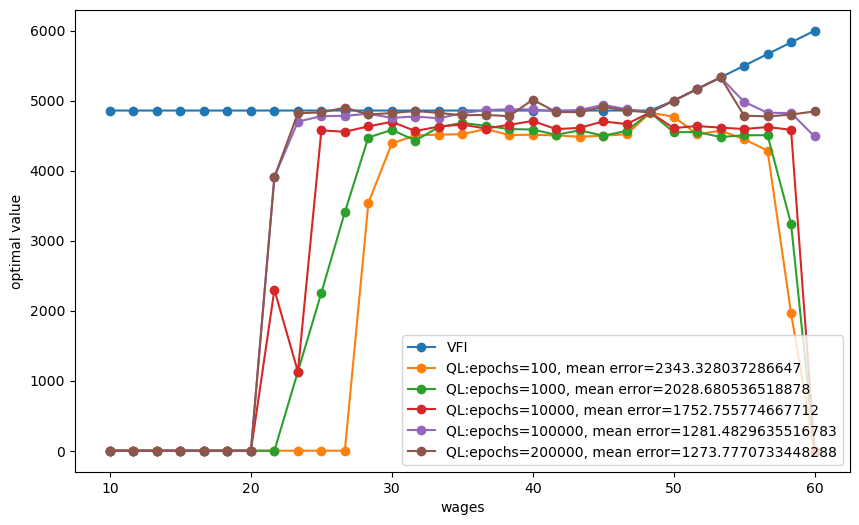 6000
5000
4000
3000
2000
1000
0
optimal value
10 20 30 40 50 60
wages
VFI
QL:epochs=100, mean error=2343.328037286647
QL:epochs=1000, mean error=2028.680536518878
QL:epochs=10000, mean error=1752.755774667712
QL:epochs=100000, mean error=1281.4829635516783
QL:epochs=200000, mean error=1273.7770733448288